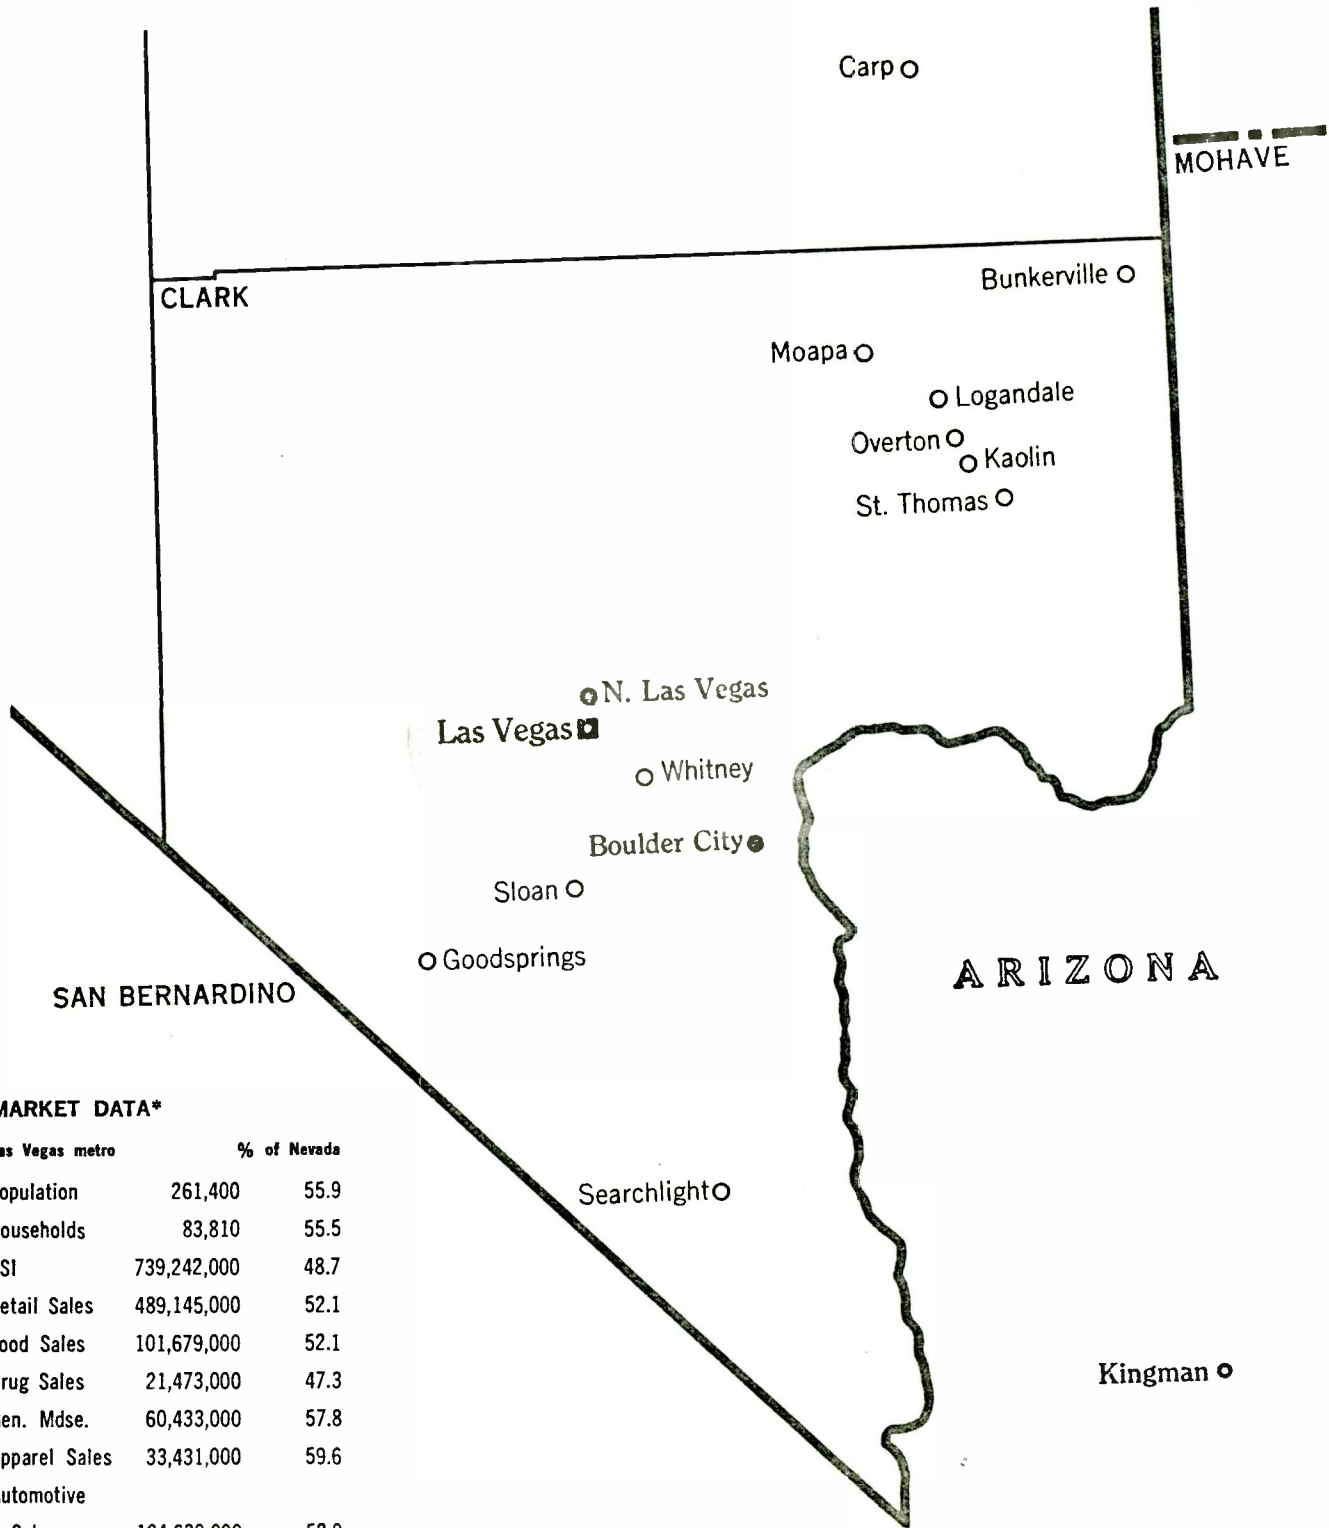 Carp
MOHAVE
CLARK
Bunkerville
Moapa
Logandale
Overton
Kaolin
St. Thomas
N. Las Vegas
Las Vegas
Whitney
Boulder City
Sloan
Goodsprings
ARIZONA
SAN BERNARDINO
MARKET DATA*
as Vegas metro % of Nevada
opulation 261,400 55.9
ouseholds 83,810 55.5
SI 739,242,000 48.7
etail Sales 489,145,000 52.1
ood Sales 101,679,000 52.1
rug Sales 21,473,000 47.3
en. Mdse. 60,433,000 57.8
pparel Sales 33,431,000 59.6
utomotive
Searchlight
Kingman